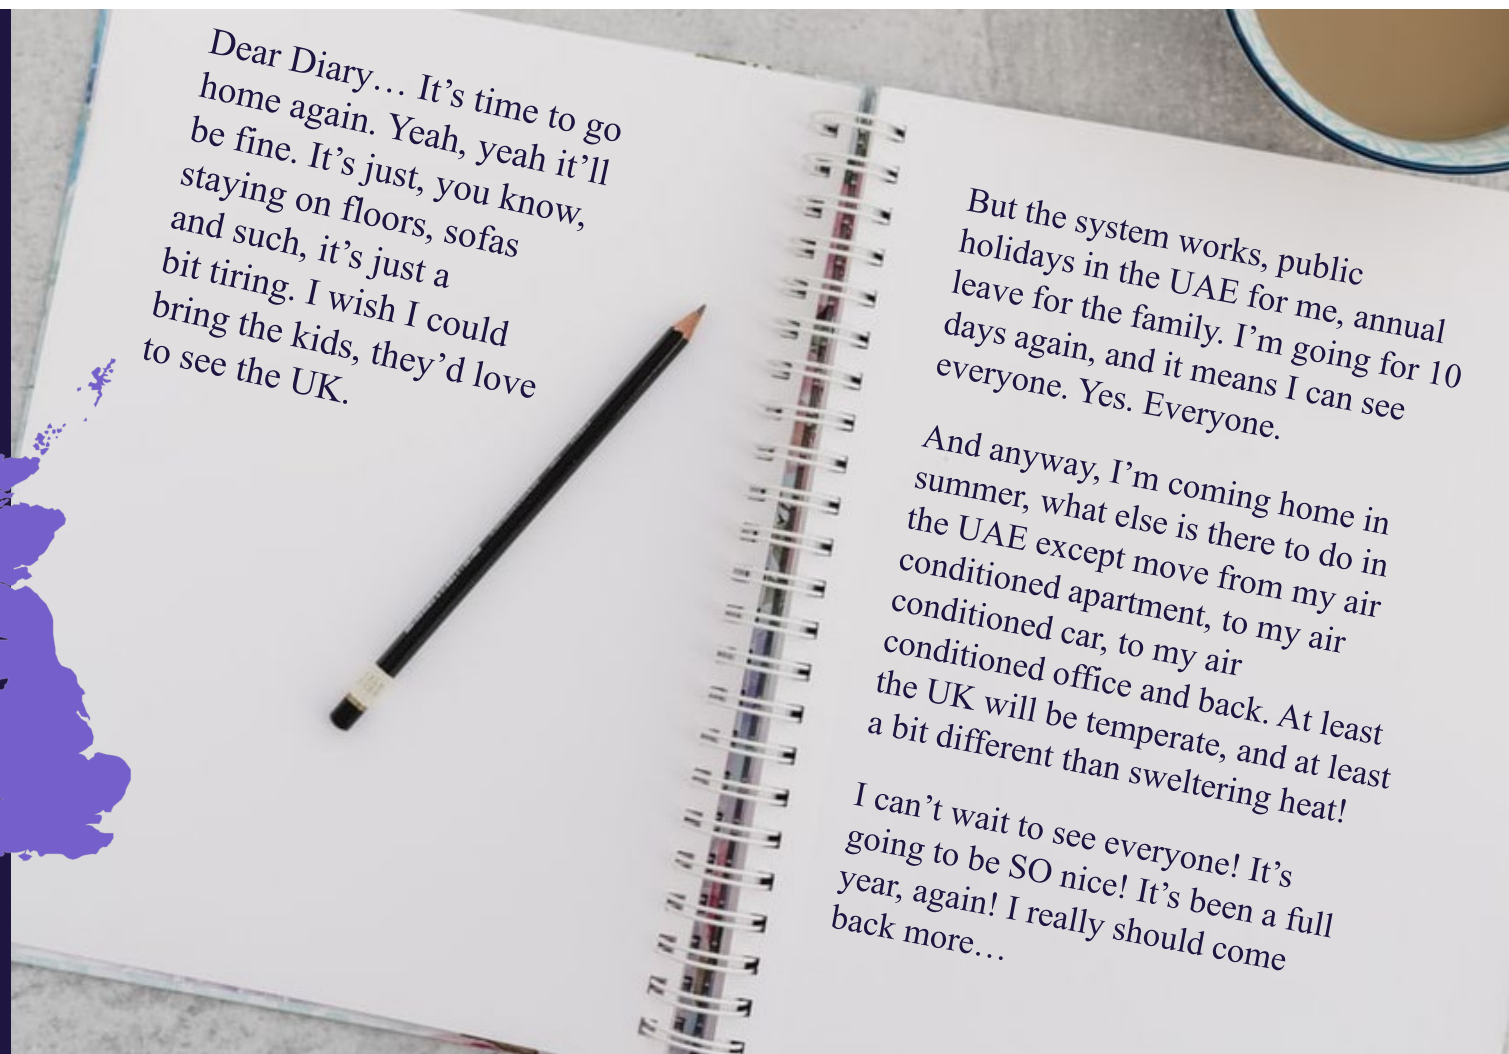 Dear Diary… It’s time to go
home again. Yeah, yeah it’ll
be fine. It’s just, you know,
staying on floors, sofas
and such, it’s just a
bit tiring. I wish I could
bring the kids, they’d love
to see the UK.
But the system works, public
holidays in the UAE for me, annual
leave for the family. I’m going for 10
days again, and it means I can see
everyone. Yes. Everyone.
And anyway, I’m coming home in
summer, what else is there to do in
the UAE except move from my air
conditioned apartment, to my air
conditioned car, to my air
conditioned office and back. At least
the UK will be temperate, and at least
a bit different than sweltering heat!
I can’t wait to see everyone! It’s
going to be SO nice! It’s been a full
year, again! I really should come
back more…